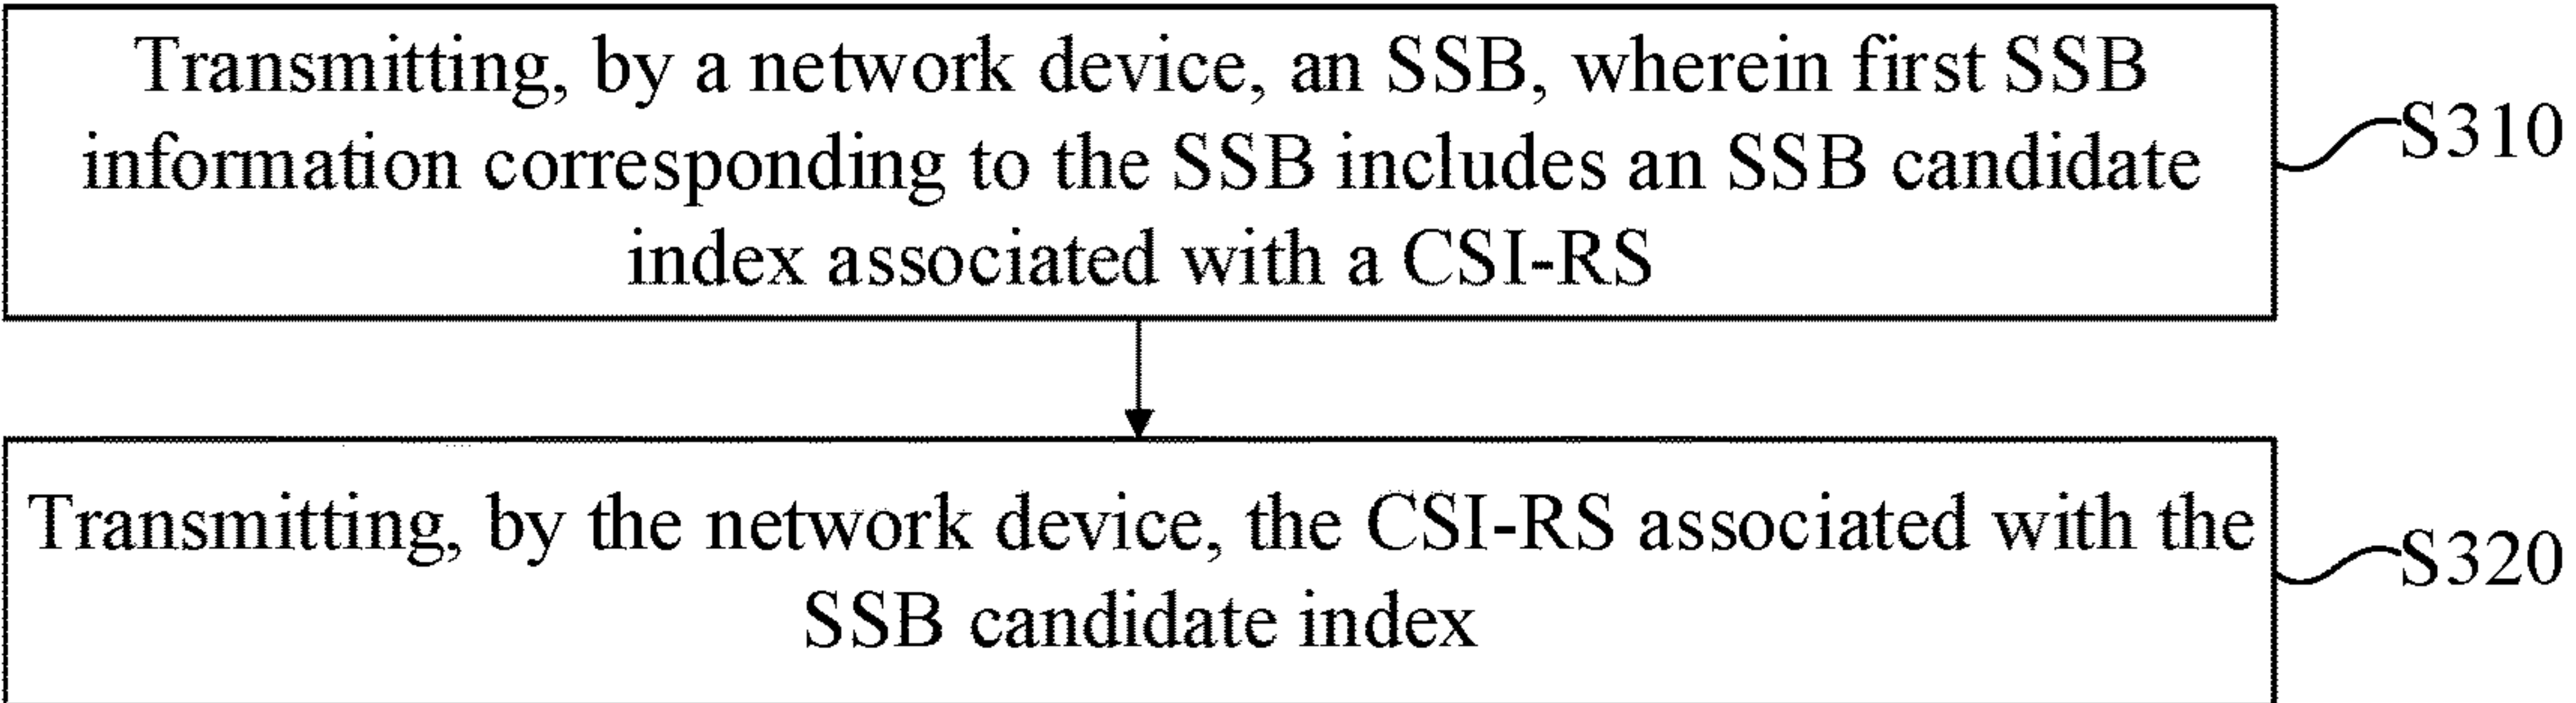 Transmitting, by a network device, an SSB, wherein first SSB
information corresponding to the SSB includes an SSB candidate
index associated with a CSI-RS
S310
Transmitting, by the network device, the CSI-RS associated with the
SSB candidate index
S320